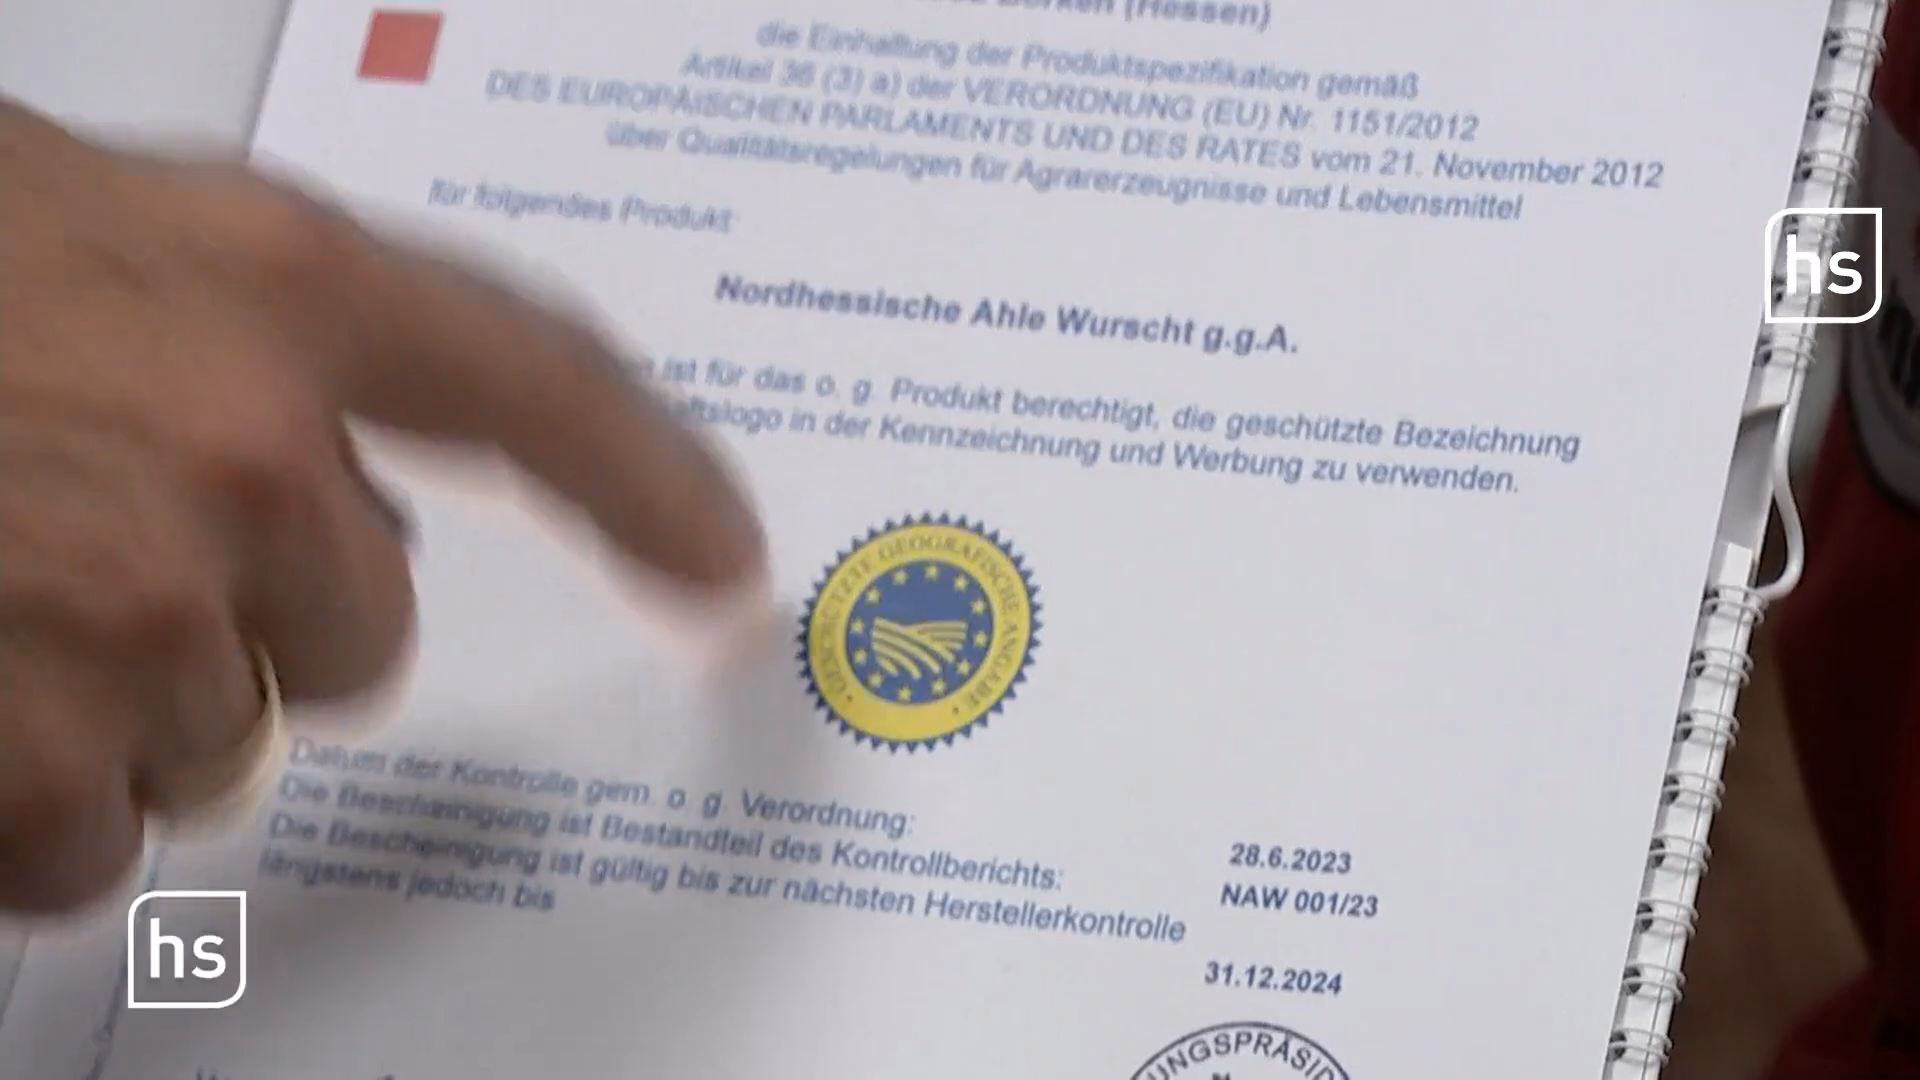 Borken (Hessen)
die Einhaltung der Produktspezifikation gemäß
Artikel 36 (3) a) der VERORDNUNG (EU) Nr. 1151/2012
DES EUROPÄISCHEN PARLAMENTS UND DES RATES vom 21. November 2012
über Qualitätsregelungen für Agrarerzeugnisse und Lebensmittel
für folgendes Produkt:
hs
Nordhessische Ahle Wurscht g.g.A.
ist für das o. g. Produkt berechtigt, die geschützte Bezeichnung
in der Kennzeichnung und Werbung zu verwenden.
GESCHÜTZTE GEOGRAFISCHE ANGABE
Datum der Kontrolle gem. o. g. Verordnung: 28.6.2023
Die Bescheinigung ist Bestandteil des Kontrollberichts: NAW 001/23
Die Bescheinigung ist gültig bis zur nächsten Herstellerkontrolle
längstens jedoch bis 31.12.2024
hs